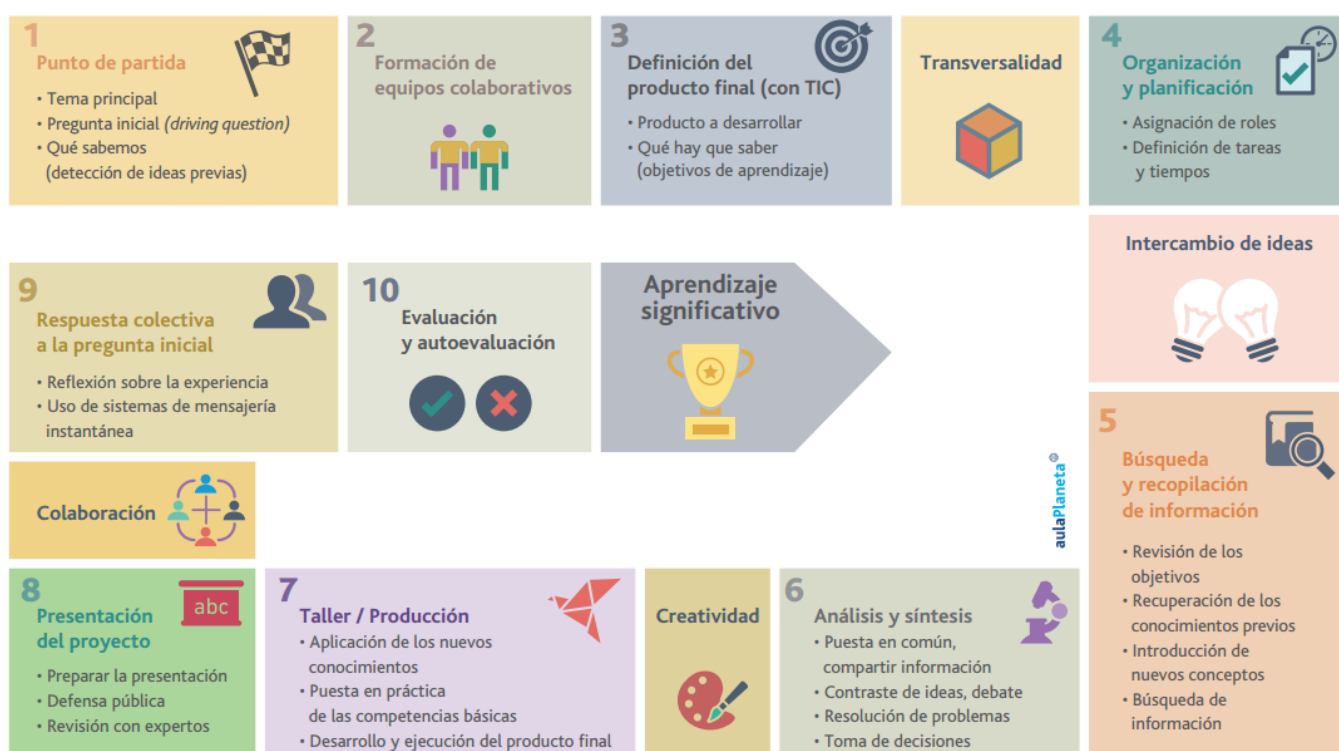 1
Punto de partida
• Tema principal
• Pregunta inicial (driving question)
• Qué sabemos
(detección de ideas previas)
2
Formación de
equipos colaborativos
3
Definición del
producto final (con TIC)
• Producto a desarrollar
• Qué hay que saber
(objetivos de aprendizaje)
Transversalidad
4
Organización
y planificación
• Asignación de roles
• Definición de tareas
y tiempos
Intercambio de ideas
5
Búsqueda
y recopilación
de información
• Revisión de los
objetivos
• Recuperación de los
conocimientos previos
• Introducción de
nuevos conceptos
• Búsqueda de
información
6
Análisis y síntesis
• Puesta en común,
compartir información
• Contraste de ideas, debate
• Resolución de problemas
• Toma de decisiones
Creatividad
7
Taller / Producción
• Aplicación de los nuevos
conocimientos
• Puesta en práctica
de las competencias básicas
• Desarrollo y ejecución del producto final
8
abc
Presentación
del proyecto
• Preparar la presentación
• Defensa pública
• Revisión con expertos
Colaboración
9
Respuesta colectiva
a la pregunta inicial
• Reflexión sobre la experiencia
• Uso de sistemas de mensajería
instantánea
10
Evaluación
y autoevaluación
Aprendizaje
significativo
aulaPlaneta